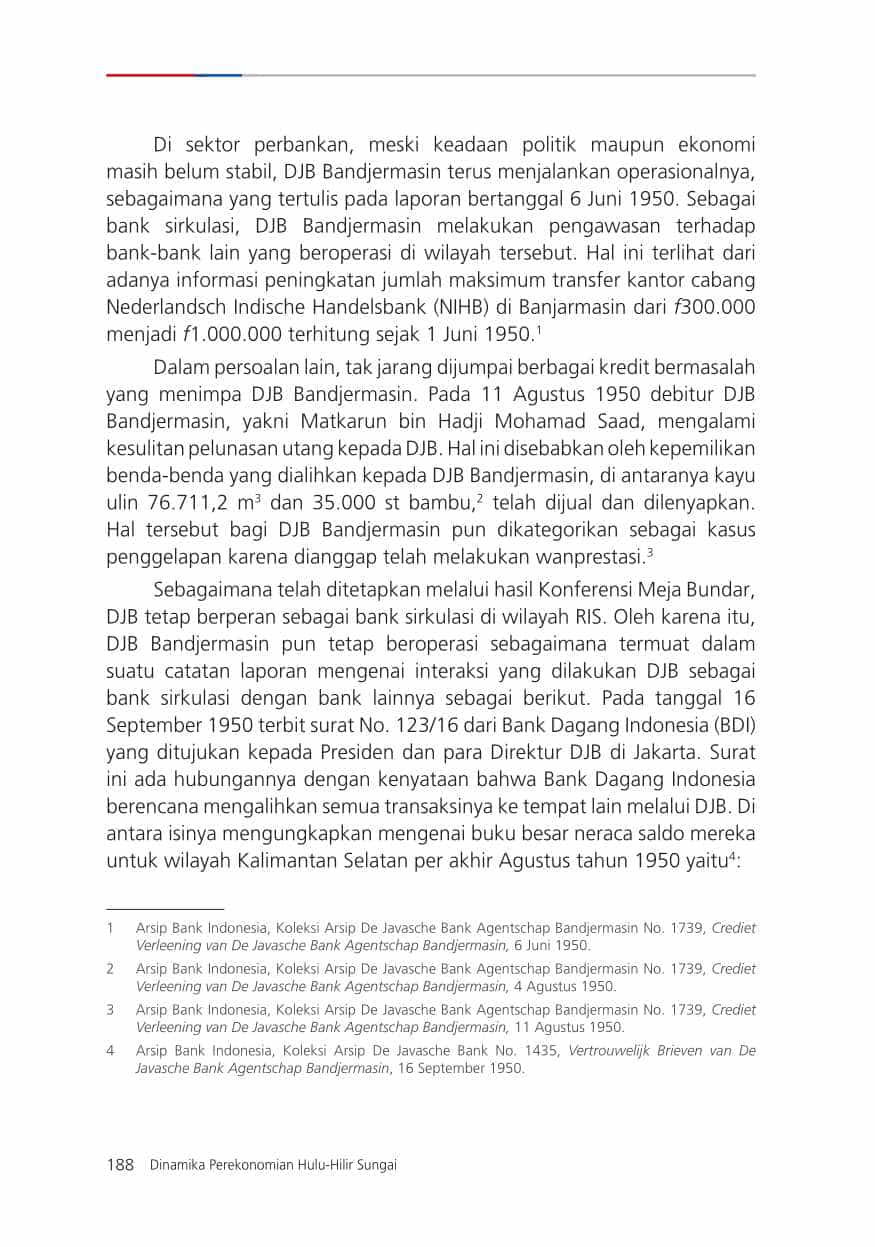 Di sektor perbankan, meski keadaan politik maupun ekonomi
masih belum stabil, DJB Bandjermasin terus menjalankan operasionalnya,
sebagaimana yang tertulis pada laporan bertanggal 6 Juni 1950. Sebagai
bank sirkulasi, DJB Bandjermasin melakukan pengawasan terhadap
bank-bank lain yang beroperasi di wilayah tersebut. Hal ini terlihat dari
adanya informasi peningkatan jumlah maksimum transfer kantor cabang
Nederlandsch Indische Handelsbank (NIHB) di Banjarmasin dari f300.000
menjadi f1.000.000 terhitung sejak 1 Juni 1950.¹
Dalam persoalan lain, tak jarang dijumpai berbagai kredit bermasalah
yang menimpa DJB Bandjermasin. Pada 11 Agustus 1950 debitur DJB
Bandjermasin, yakni Matkarun bin Hadji Mohamad Saad, mengalami
kesulitan pelunasan utang kepada DJB. Hal ini disebabkan oleh kepemilikan
benda-benda yang dialihkan kepada DJB Bandjermasin, di antaranya kayu
ulin 76.711,2 m³ dan 35.000 st bambu,² telah dijual dan dilenyapkan.
Hal tersebut bagi DJB Bandjermasin pun dikategorikan sebagai kasus
penggelapan karena dianggap telah melakukan wanprestasi.³
Sebagaimana telah ditetapkan melalui hasil Konferensi Meja Bundar,
DJB tetap berperan sebagai bank sirkulasi di wilayah RIS. Oleh karena itu,
DJB Bandjermasin pun tetap beroperasi sebagaimana termuat dalam
suatu catatan laporan mengenai interaksi yang dilakukan DJB sebagai
bank sirkulasi dengan bank lainnya sebagai berikut. Pada tanggal 16
September 1950 terbit surat No. 123/16 dari Bank Dagang Indonesia (BDI)
yang ditujukan kepada Presiden dan para Direktur DJB di Jakarta. Surat
ini ada hubungannya dengan kenyataan bahwa Bank Dagang Indonesia
berencana mengalihkan semua transaksinya ke tempat lain melalui DJB. Di
antara isinya mengungkapkan mengenai buku besar neraca saldo mereka
untuk wilayah Kalimantan Selatan per akhir Agustus tahun 1950 yaitu⁴:
1 Arsip Bank Indonesia, Koleksi Arsip De Javasche Bank Agentschap Bandjermasin No. 1739, Crediet
Verleening van De Javasche Bank Agentschap Bandjermasin, 6 Juni 1950.
2 Arsip Bank Indonesia, Koleksi Arsip De Javasche Bank Agentschap Bandjermasin No. 1739, Crediet
Verleening van De Javasche Bank Agentschap Bandjermasin, 4 Agustus 1950.
3 Arsip Bank Indonesia, Koleksi Arsip De Javasche Bank Agentschap Bandjermasin No. 1739, Crediet
Verleening van De Javasche Bank Agentschap Bandjermasin, 11 Agustus 1950.
4 Arsip Bank Indonesia, Koleksi Arsip De Javasche Bank No. 1435, Vertrouwelijk Brieven van De
Javasche Bank Agentschap Bandjermasin, 16 September 1950.
188 Dinamika Perekonomian Hulu-Hilir Sungai